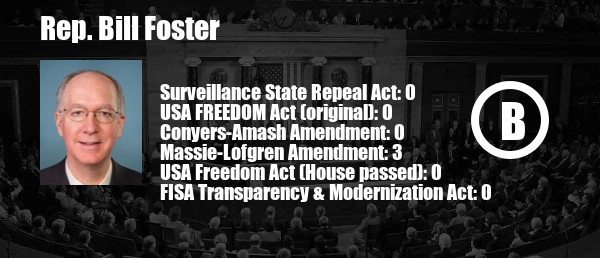 Rep. Bill Foster
Surveillance State Repeal Act: 0
USA FREEDOM Act (original): 0
Conyers-Amash Amendment: 0
Massie-Lofgren Amendment: 3
USA Freedom Act (House passed): 0
FISA Transparency & Modernization Act: 0
B